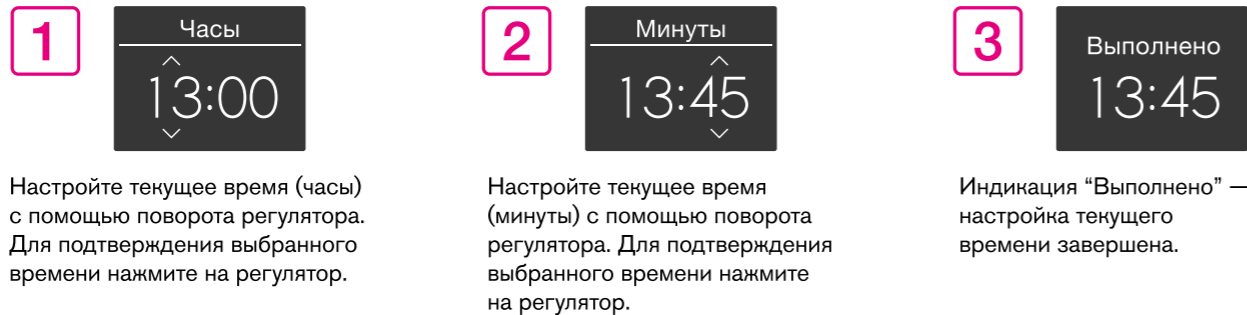 1
Часы
13:00
Настройте текущее время (часы)
с помощью поворота регулятора.
Для подтверждения выбранного
времени нажмите на регулятор.
2
Минуты
13:45
Настройте текущее время
(минуты) с помощью поворота
регулятора. Для подтверждения
выбранного времени нажмите
на регулятор.
3
Выполнено
13:45
Индикация “Выполнено” —
настройка текущего
времени завершена.